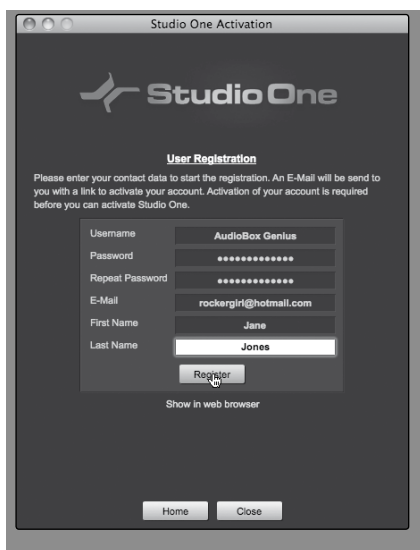 Studio One Activation
Studio One
User Registration
Please enter your contact data to start the registration. An E-Mail will be send to
you with a link to activate your account. Activation of your account is required
before you can activate Studio One.
Username AudioBox Genius
Password •••••••••••••
Repeat Password •••••••••••••
E-Mail rockergirl@hotmail.com
First Name Jane
Last Name Jones
Register
Show in web browser
Home Close